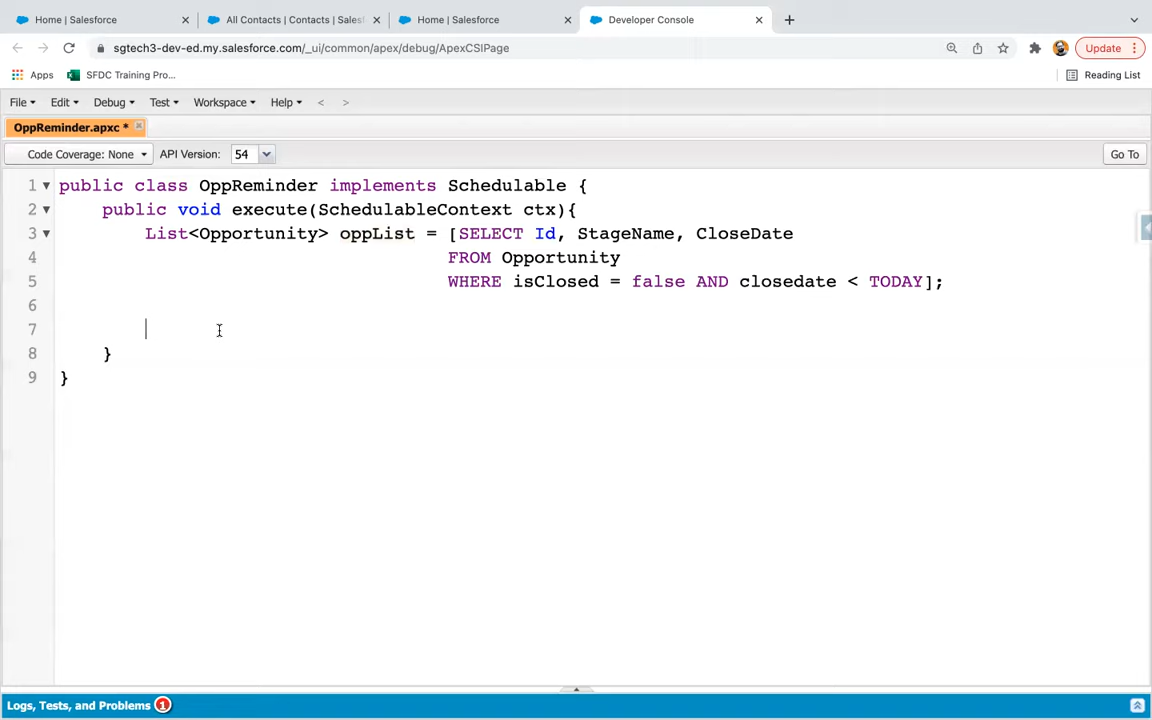 Home | Salesforce
All Contacts | Contacts | Sales
Home | Salesforce
Developer Console
sgtech3-dev-ed.my.salesforce.com/_ui/common/apex/debug/ApexCSIPage
Update
Apps
SFDC Training Pro...
Reading List
File Edit Debug Test Workspace Help < >
OppReminder.apxc *
Code Coverage: None API Version: 54 Go To
1 public class OppReminder implements Schedulable {
2 public void execute(SchedulableContext ctx){
3 List<Opportunity> oppList = [SELECT Id, StageName, CloseDate
4 FROM Opportunity
5 WHERE isClosed = false AND closedate < TODAY];
6
7
8 }
9 }
Logs, Tests, and Problems 1